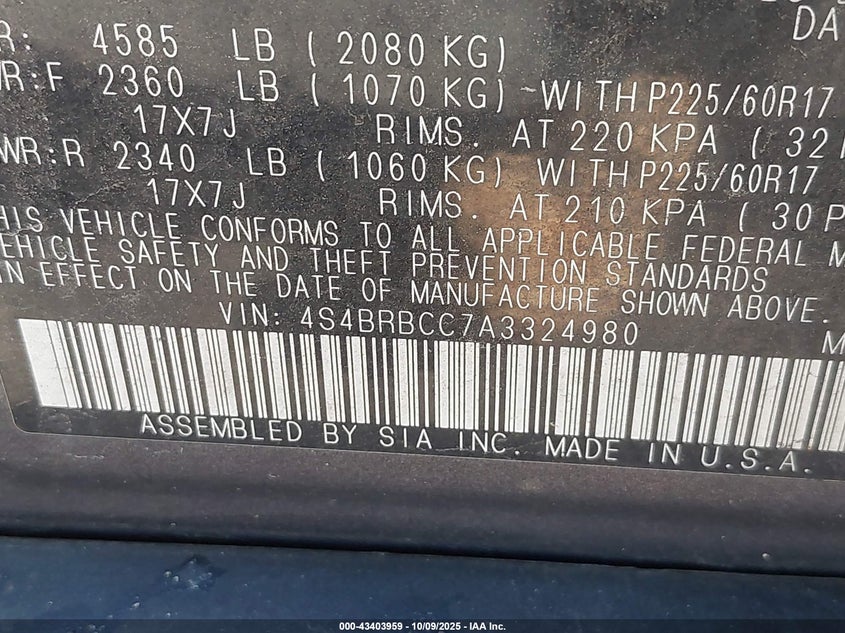 R: 4585 LB ( 2080 KG) DA
WR:F 2360 LB ( 1070 KG) WITH P225/60R17
17X7J RIMS. AT 220 KPA ( 32
WR:R 2340 LB ( 1060 KG) WITH P225/60R17
17X7J RIMS. AT 210 KPA ( 30 P
HIS VEHICLE CONFORMS TO ALL APPLICABLE FEDERAL M
EHICLE SAFETY AND THEFT PREVENTION STANDARDS
IN EFFECT ON THE DATE OF MANUFACTURE SHOWN ABOVE.
VIN: 4S4BRBCC7A3324980 M
ASSEMBLED BY SIA INC. MADE IN U.S.A.
000-43403959 - 10/09/2025 - IAA Inc.